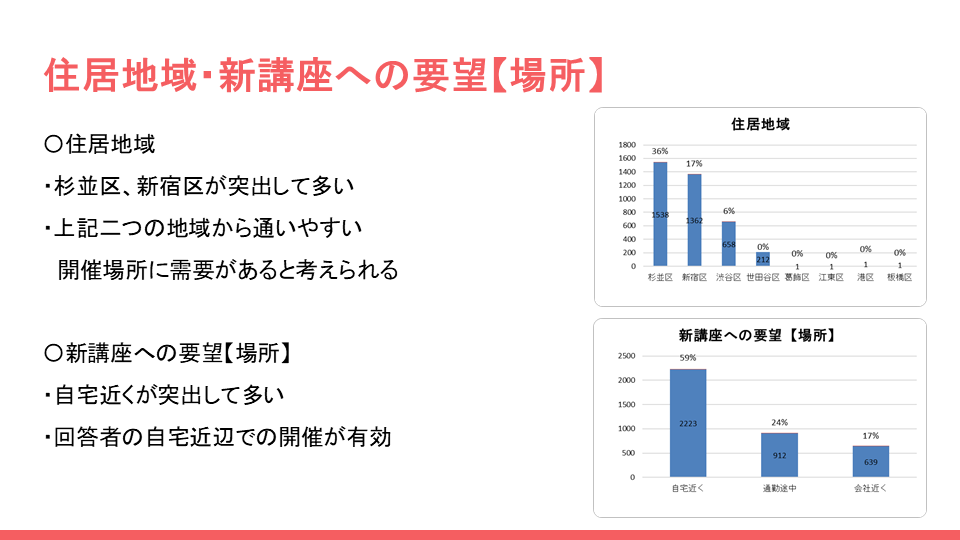 住居地域・新講座への要望【場所】
〇住居地域
・杉並区、新宿区が突出して多い
・上記二つの地域から通いやすい
開催場所に需要があると考えられる
〇新講座への要望【場所】
・自宅近くが突出して多い
・回答者の自宅近辺での開催が有効
住居地域
1800
1600
1400
1200
1000
800
600
400
200
0
36%
17%
6%
0%
0%
0%
0%
0%
1538
1362
658
212
1
1
1
1
杉並区
新宿区
渋谷区
世田谷区
葛飾区
江東区
港区
板橋区
新講座への要望【場所】
2500
2000
1500
1000
500
0
59%
24%
17%
2223
912
639
自宅近く
通勤途中
会社近く